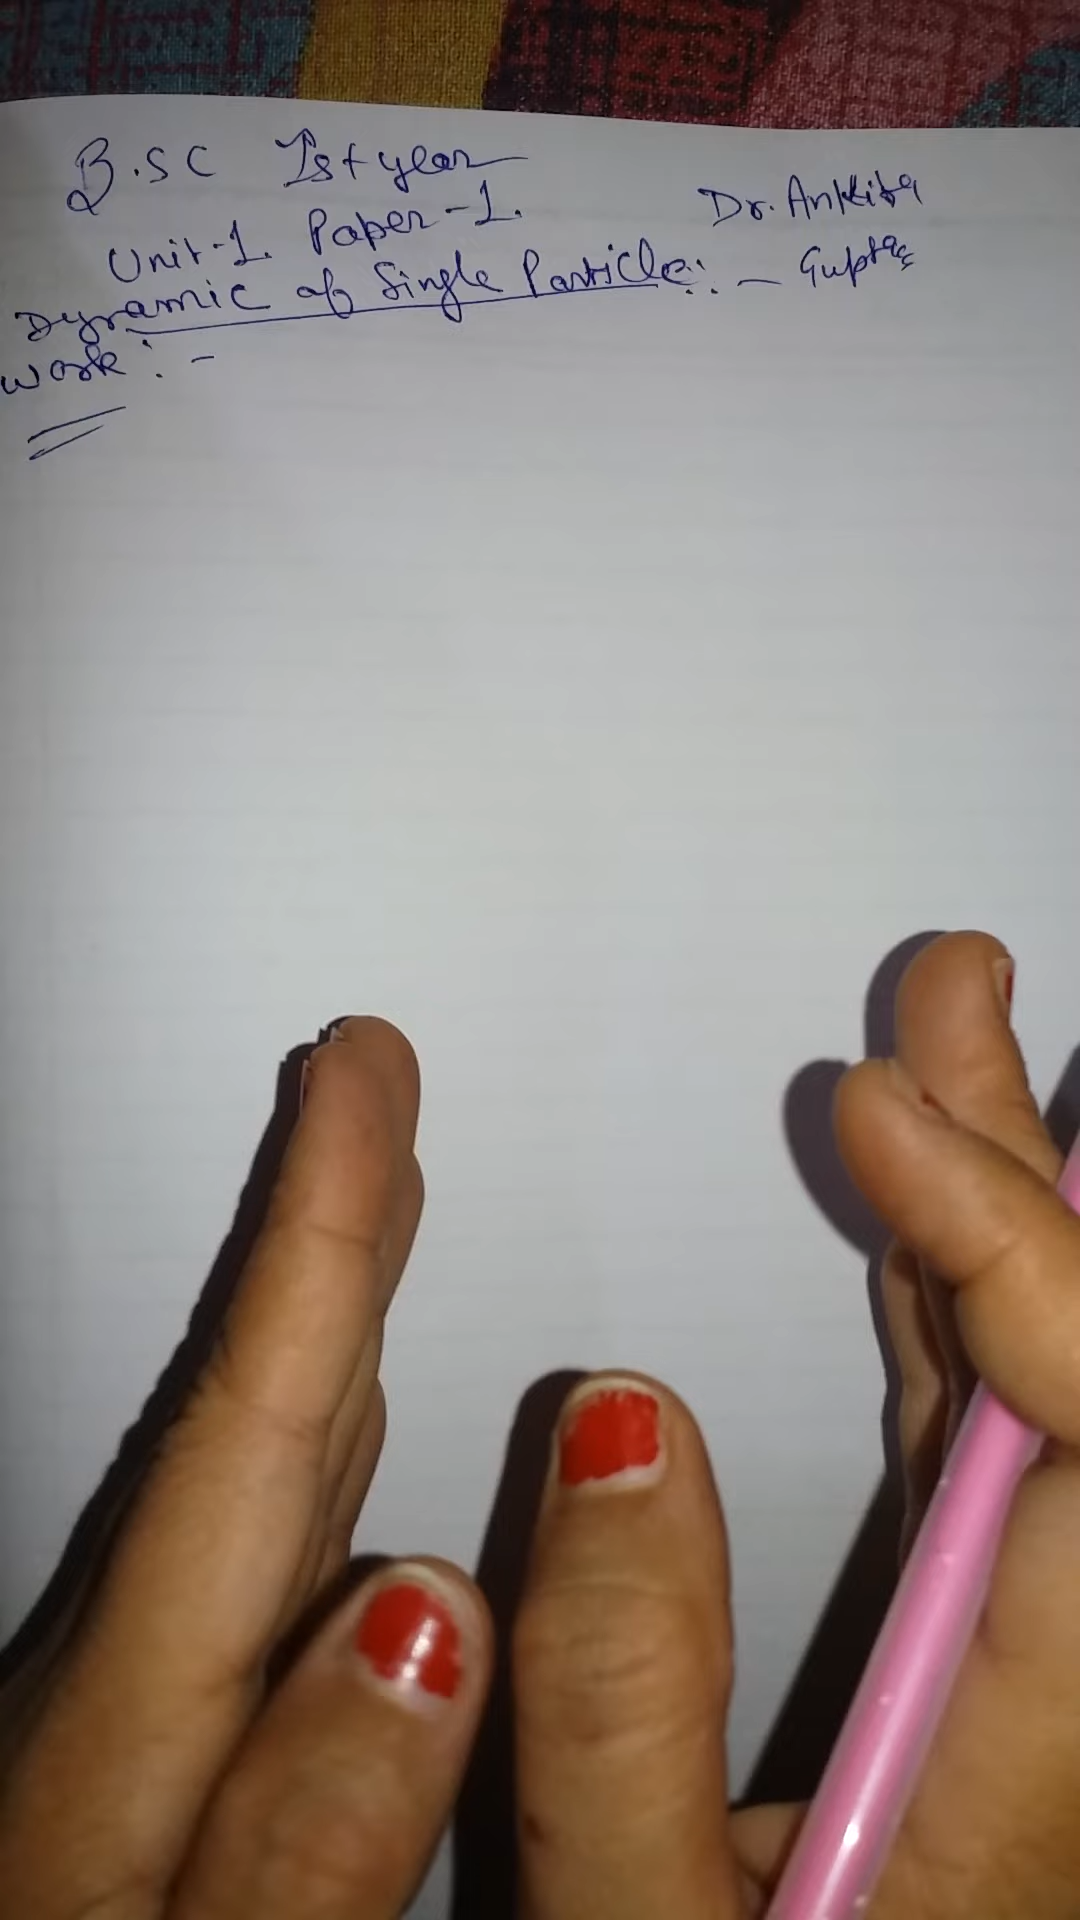 B.SC Ist year
Unit-1. Paper-1.
Dr. Ankita
Gupta
Dynamic of Single Particle: -
Work: -